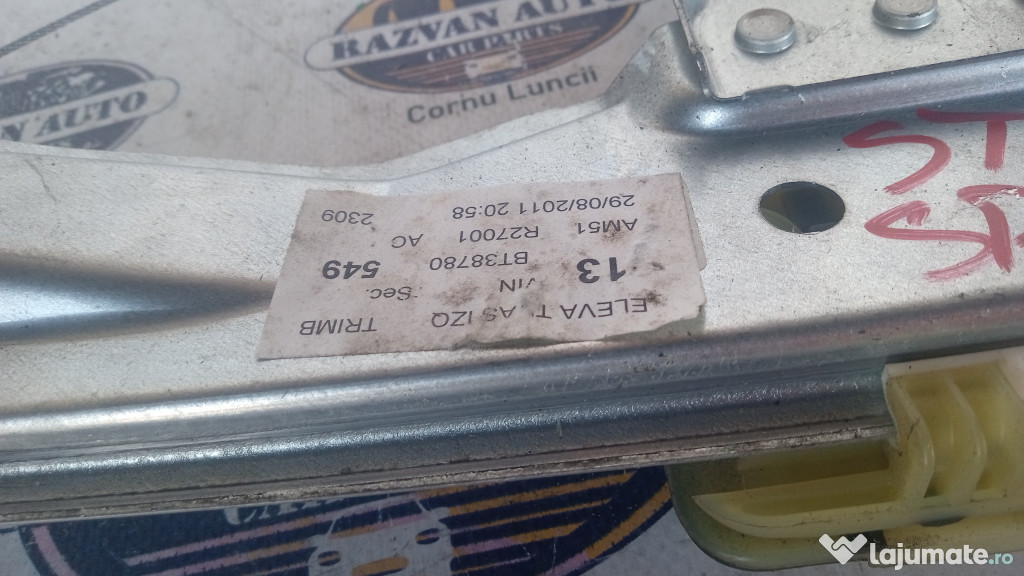 RAZVAN AUTO
CAR PARTS
Cornu Luncii
AUTO
ELEVA T AS IZQ TRIMB
VIN Sec.
13 BT38780 549
AM51 R27001 AC
29/08/2011 20:58 2309
ST
lajumate.ro